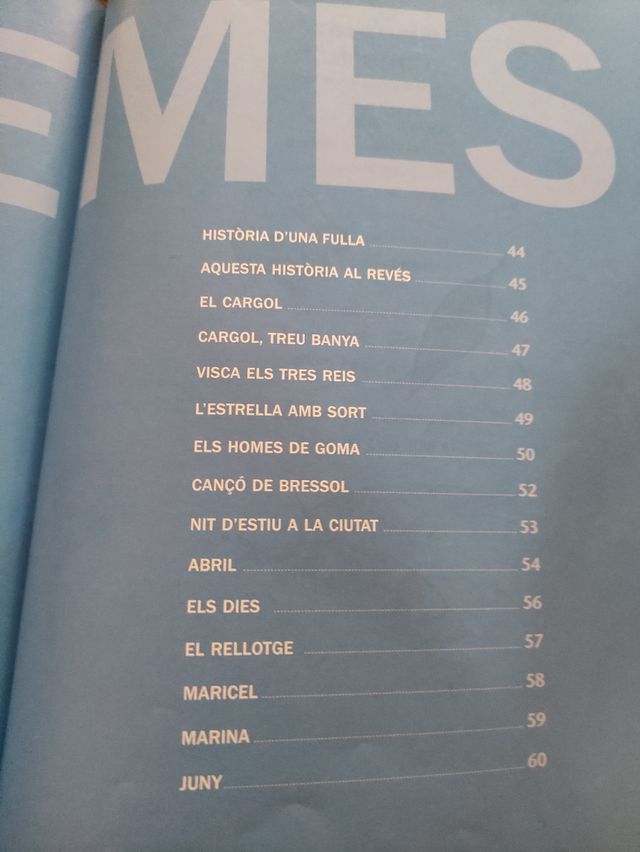 EMES
HISTÒRIA D'UNA FULLA 44
AQUESTA HISTÒRIA AL REVÉS 45
EL CARGOL 46
CARGOL, TREU BANYA 47
VISCA ELS TRES REIS 48
L'ESTRELLA AMB SORT 49
ELS HOMES DE GOMA 50
CANÇÓ DE BRESSOL 52
NIT D'ESTIU A LA CIUTAT 53
ABRIL 54
ELS DIES 56
EL RELLOTGE 57
MARICEL 58
MARINA 59
JUNY 60